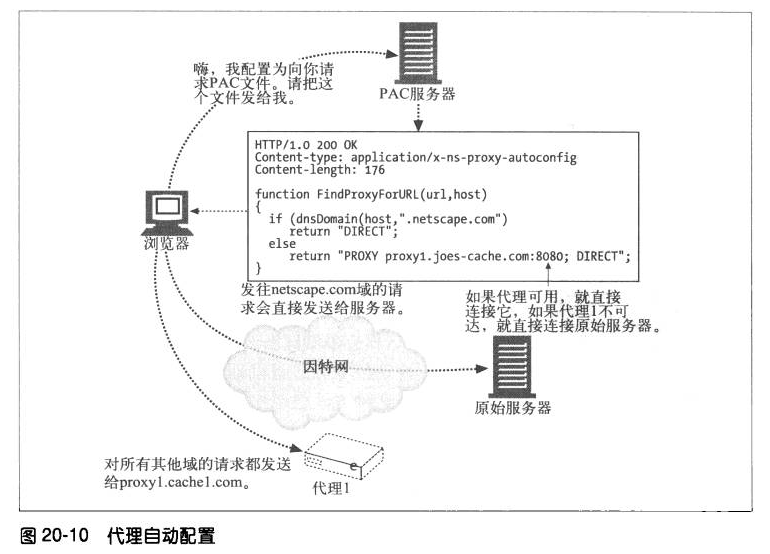 嗨，我配置为向你请
求PAC文件。请把这
个文件发给我。
PAC服务器
HTTP/1.0 200 OK
Content-type: application/x-ns-proxy-autoconfig
Content-length: 176
function FindProxyForURL(url,host)
{
if (dnsDomain(host,".netscape.com")
return "DIRECT";
else
return "PROXY proxy1.joes-cache.com:8080; DIRECT";
}
浏览器
发往netscape.com域的请
求会直接发送给服务器。
如果代理可用，就直接
连接它，如果代理1不可
达，就直接连接原始服务器。
因特网
原始服务器
对所有其他域的请求都发送
给proxy1.cache1.com。
代理1
图 20-10 代理自动配置